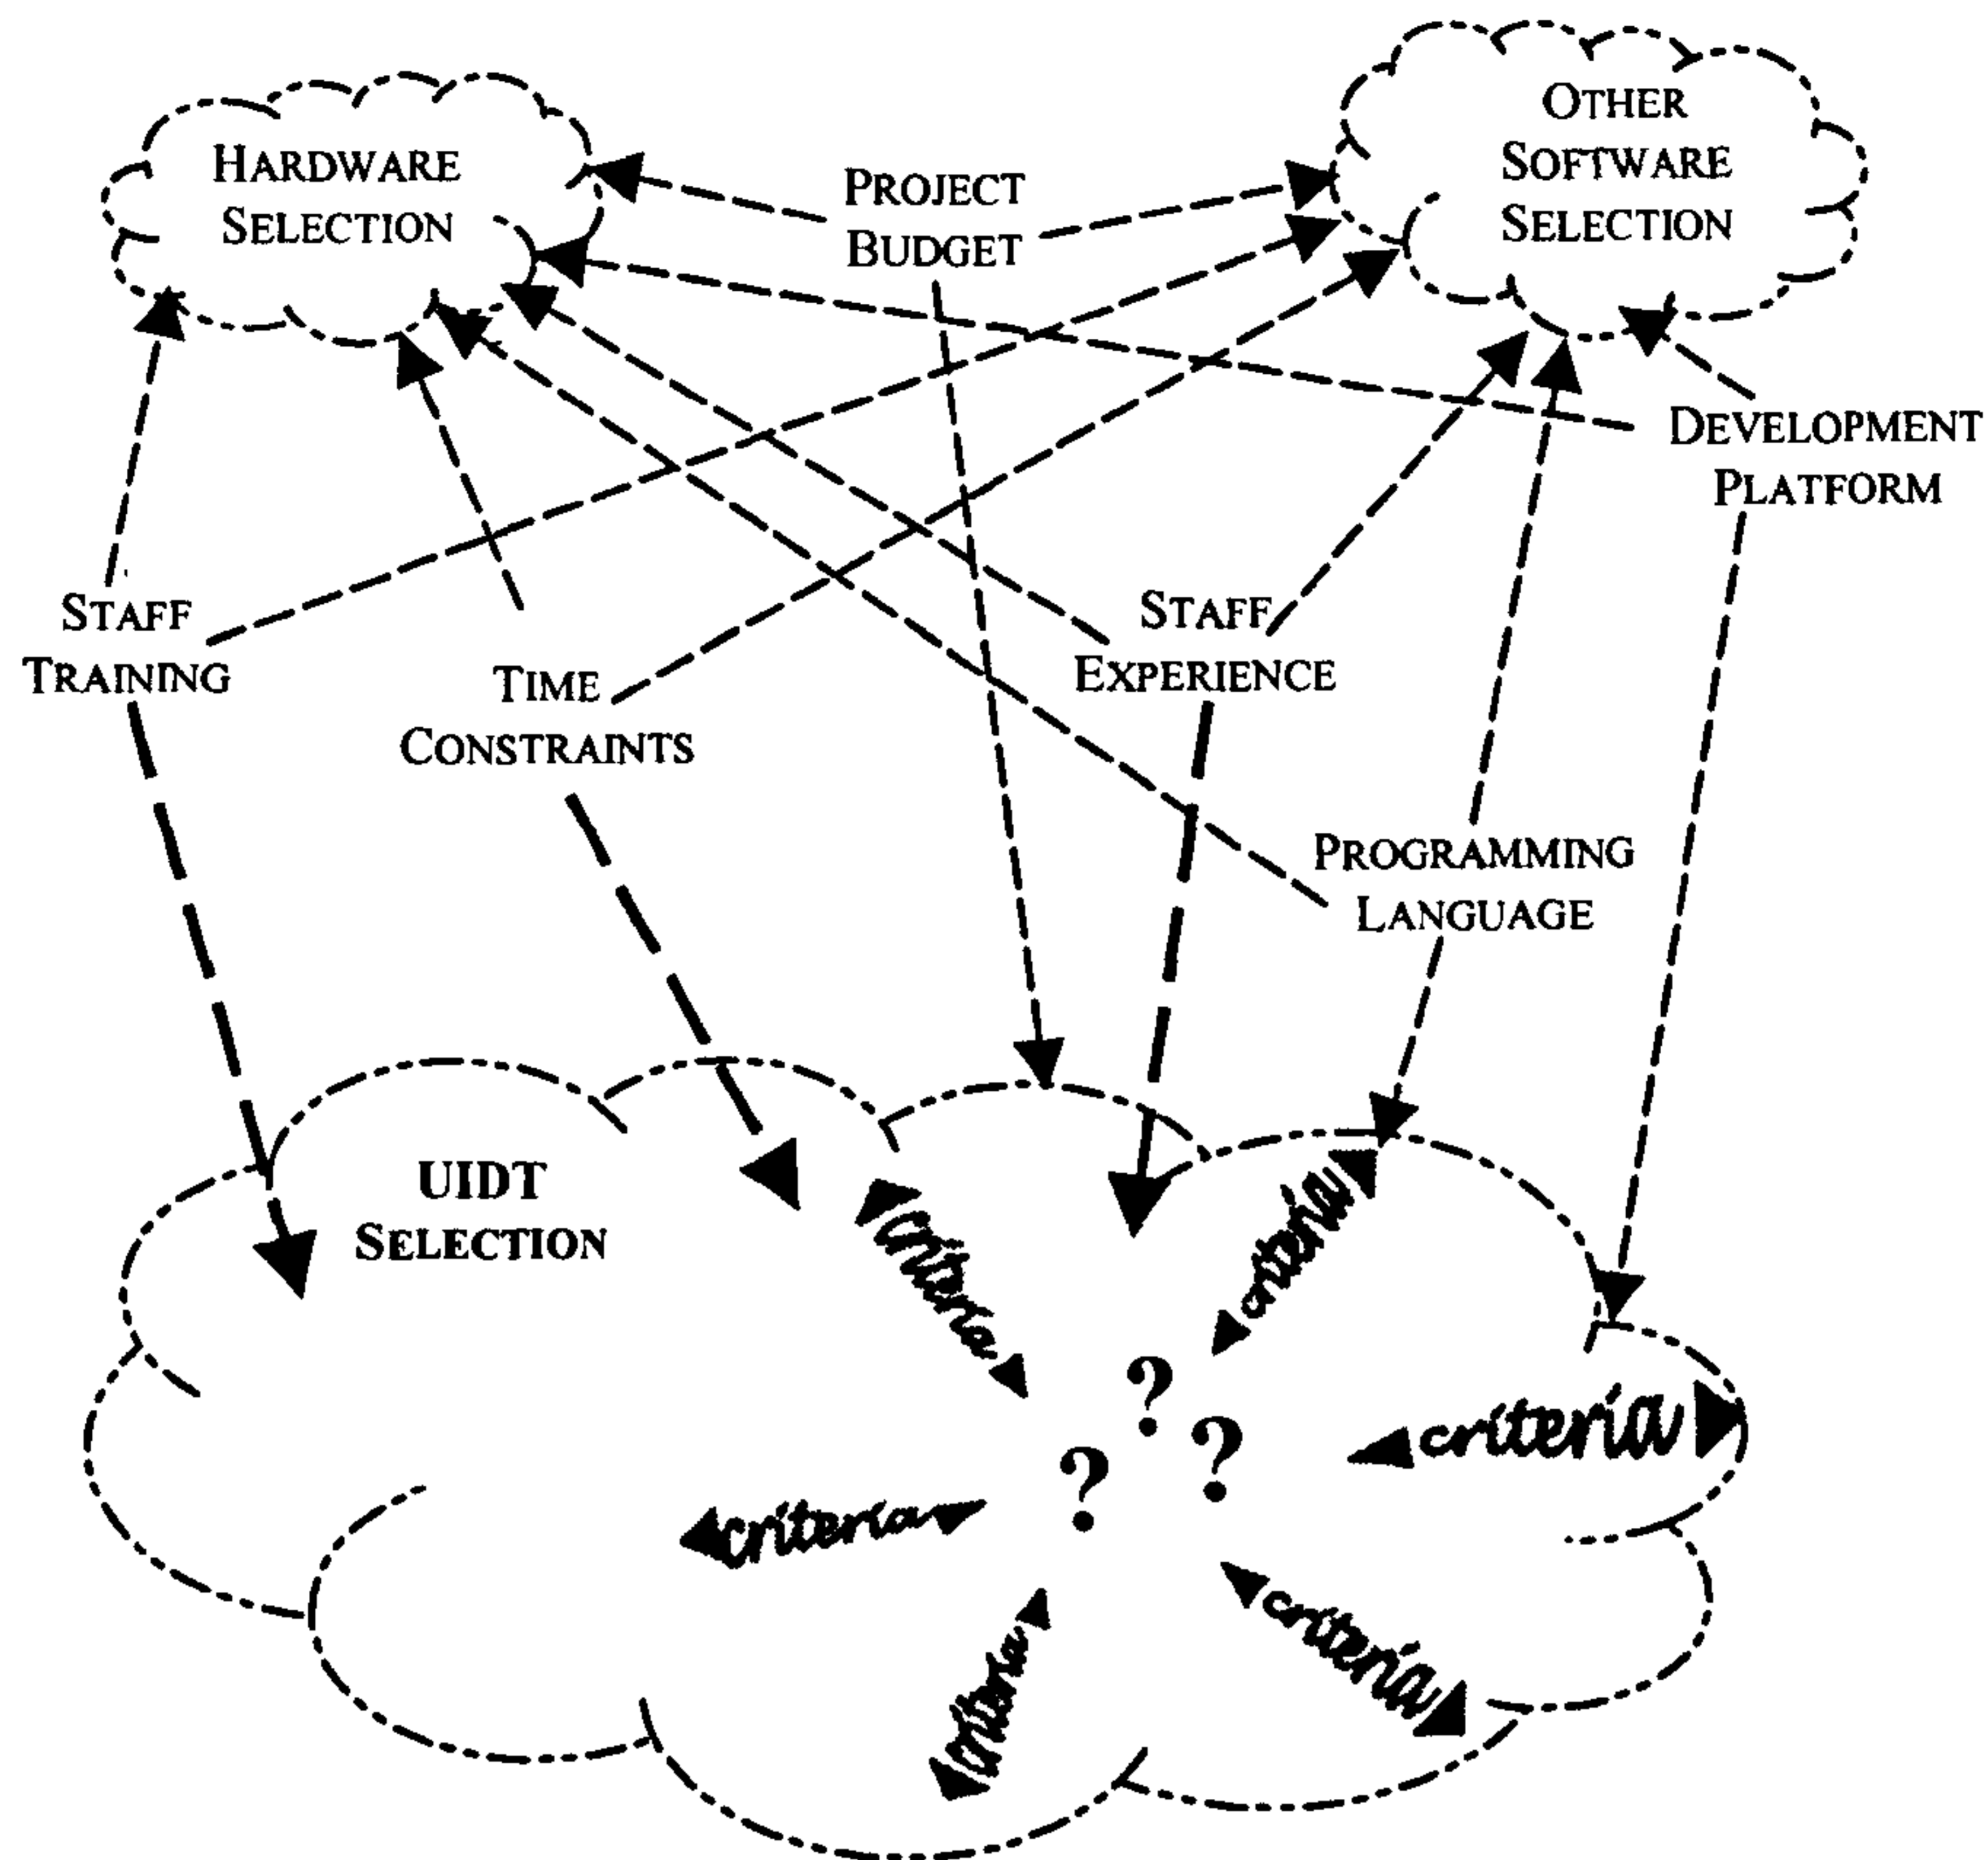 OTHER
SOFTWARE
SELECTION
HARDWARE
SELECTION
PROJECT
BUDGET
DEVELOPMENT
PLATFORM
STAFF
TRAINING
STAFF
EXPERIENCE
TIME
CONSTRAINTS
PROGRAMMING
LANGUAGE
UIDT
SELECTION
criteria
criteria
?
?
?
criteria
criteria
criteria
criteria